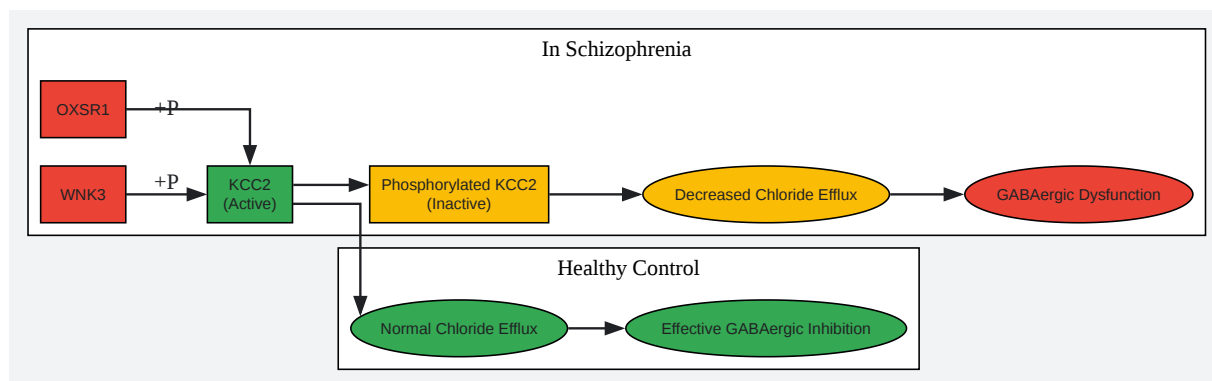 In Schizophrenia
OXSR1
+P
WNK3
+P
KCC2
(Active)
Phosphorylated KCC2
(Inactive)
Decreased Chloride Efflux
GABAergic Dysfunction
Healthy Control
Normal Chloride Efflux
Effective GABAergic Inhibition